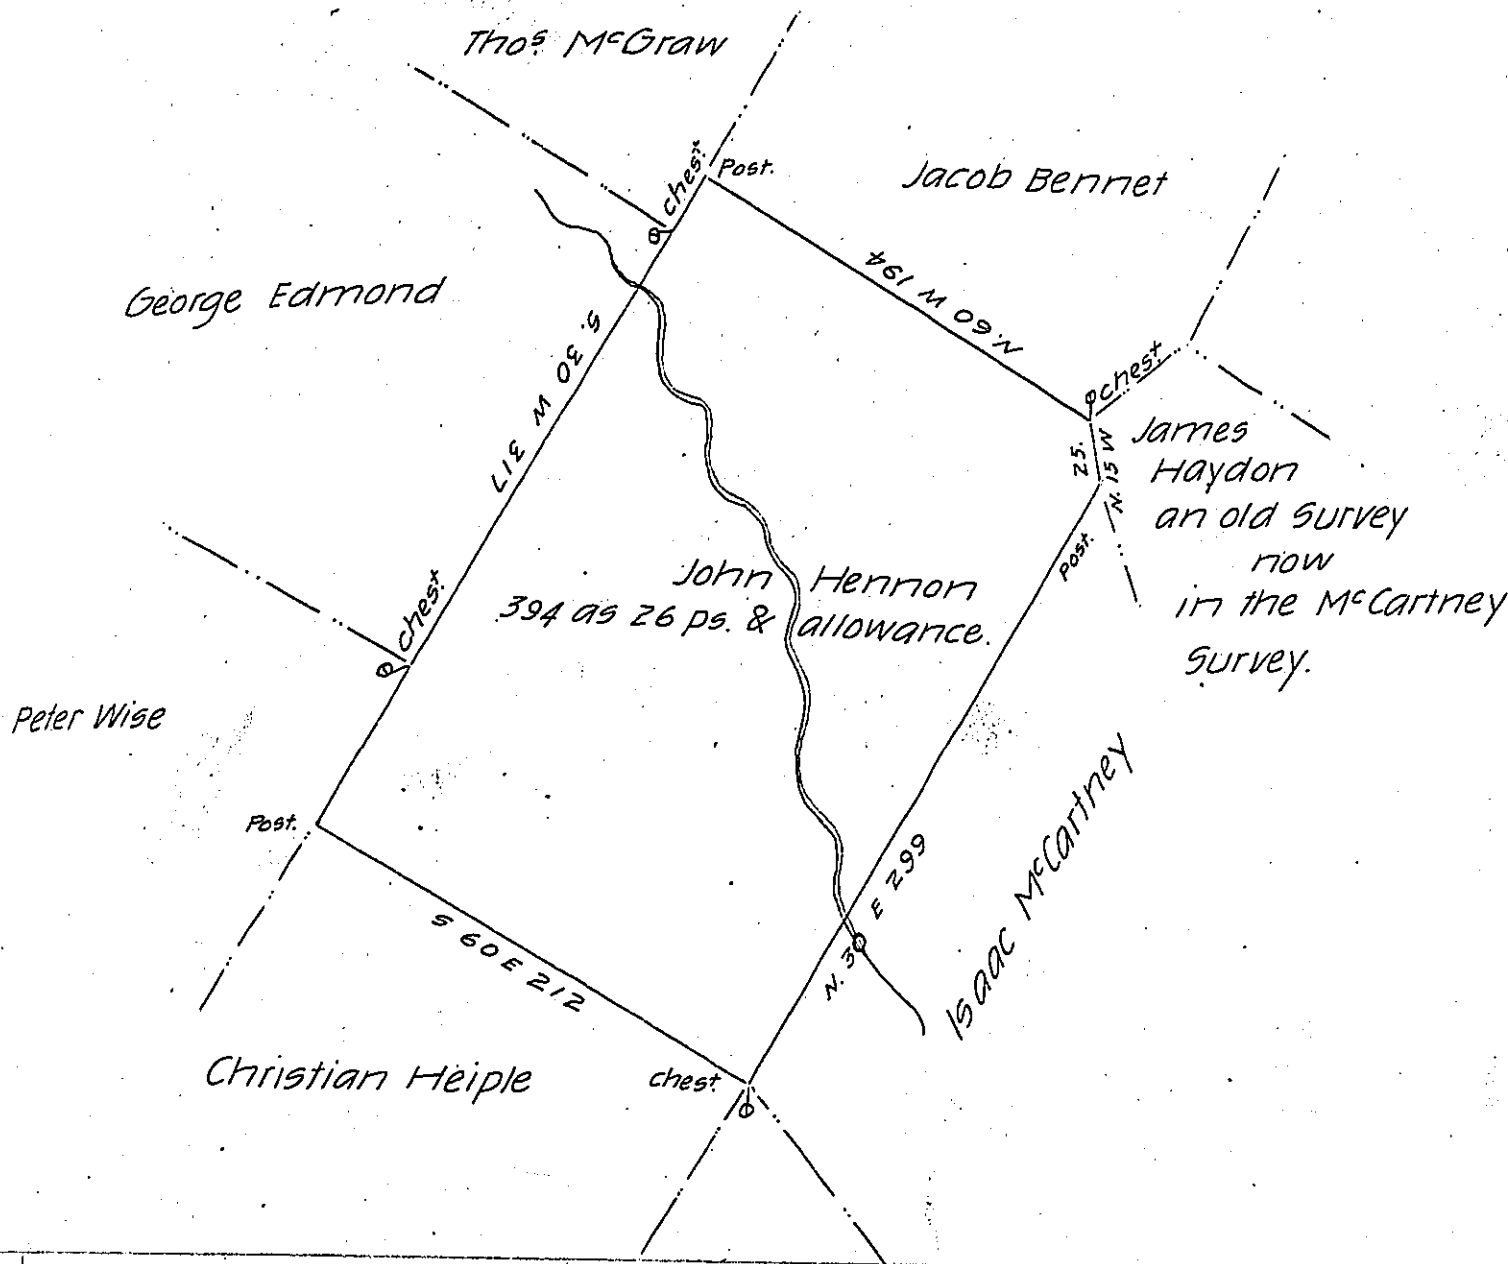 Thos. McGraw
chest.
Post.
Jacob Bennet
N. 60 W 194
George Edmond
S. 30 W 317
chest
James
Haydon
an old Survey
now
in the McCartney
Survey.
25.
N. 15 W
Post.
John Hennon
394 as 26 ps. & allowance.
chest
Peter Wise
Post.
S 60 E 212
N. 30 E 299
Isaac McCartney
Christian Heiple
chest